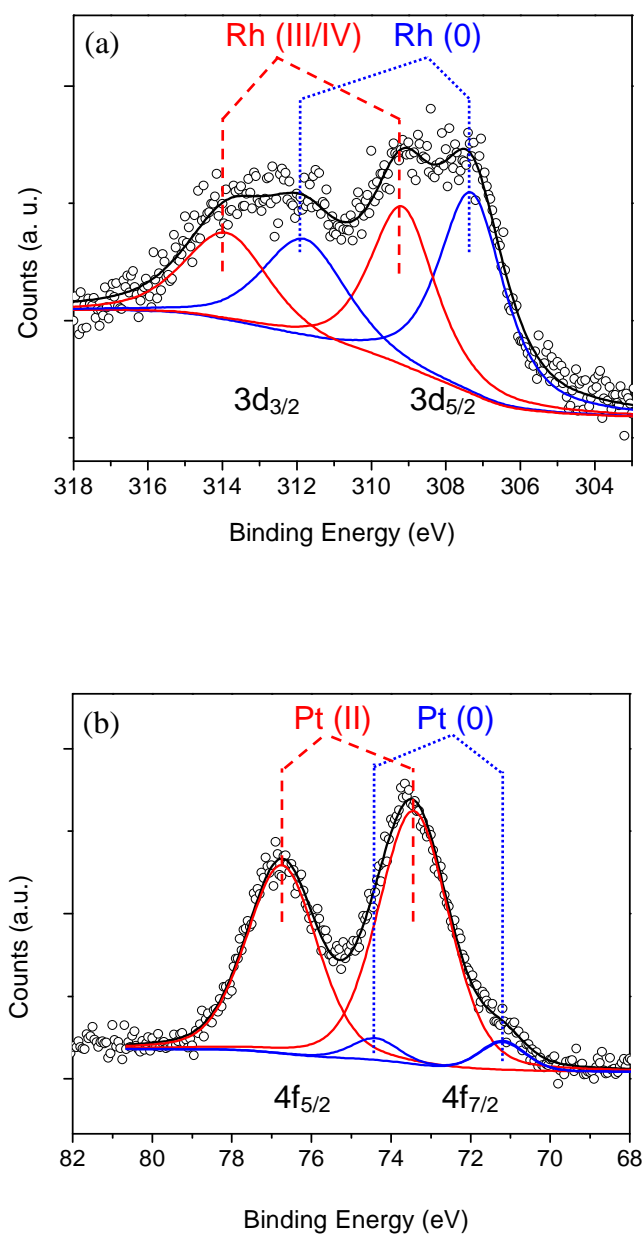 (a)
Rh (III/IV) Rh (0)
Counts (a. u.)
3d3/2 3d5/2
318 316 314 312 310 308 306 304
Binding Energy (eV)
(b)
Pt (II) Pt (0)
Counts (a.u.)
4f5/2 4f7/2
82 80 78 76 74 72 70 68
Binding Energy (eV)